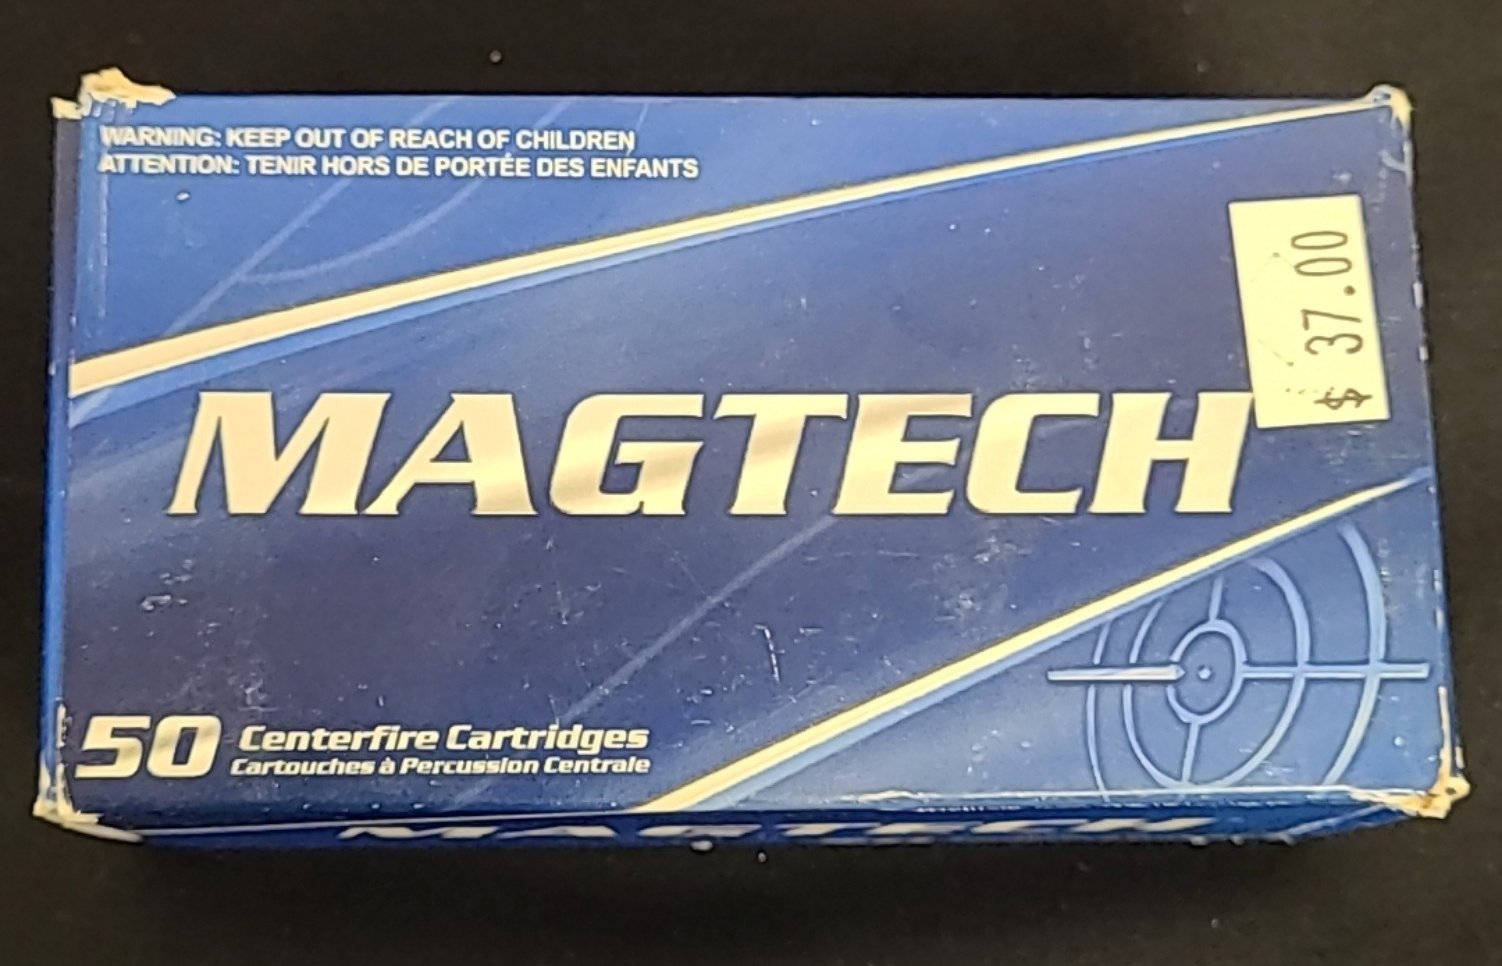 WARNING: KEEP OUT OF REACH OF CHILDREN
ATTENTION: TENIR HORS DE PORTÉE DES ENFANTS
$ 37.00
MAGTECH
50 Centerfire Cartridges
Cartouches à Percussion Centrale
MAGTECH